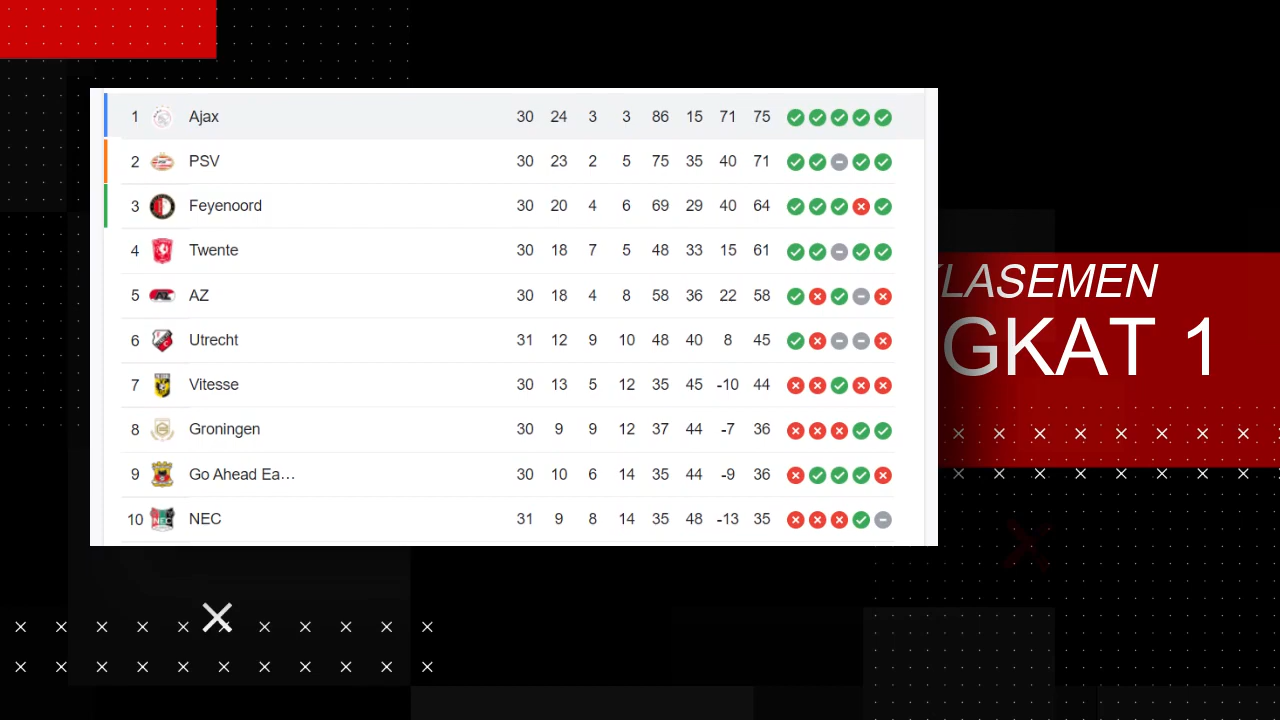 1 Ajax 30 24 3 3 86 15 71 75
2 PSV 30 23 2 5 75 35 40 71
3 Feyenoord 30 20 4 6 69 29 40 64
4 Twente 30 18 7 5 48 33 15 61
5 AZ 30 18 4 8 58 36 22 58
6 Utrecht 31 12 9 10 48 40 8 45
7 Vitesse 30 13 5 12 35 45 -10 44
8 Groningen 30 9 9 12 37 44 -7 36
9 Go Ahead Ea... 30 10 6 14 35 44 -9 36
10 NEC 31 9 8 14 35 48 -13 35
KLASEMEN
GKAT 1